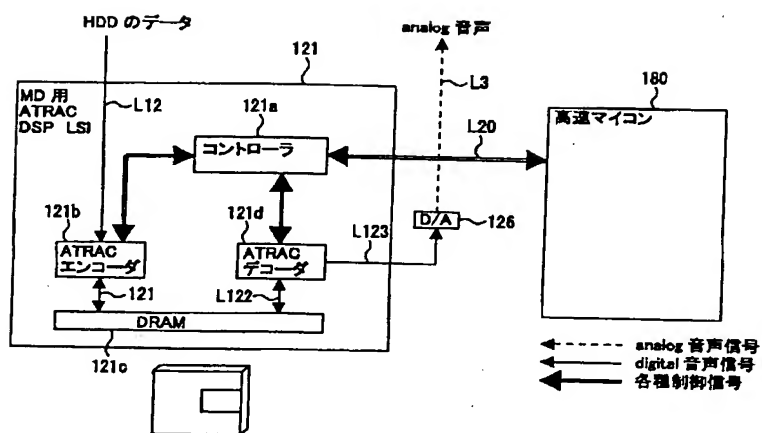 HDD のデータ
analog 音声
121
L12
L3
180
MD 用
ATRAC
DSP LSI
121a
コントローラ
L20
高速マイコン
121b
121d
L123
D/A
126
ATRAC
エンコーダ
ATRAC
デコーダ
121
L122
DRAM
121c
analog 音声信号
digital 音声信号
各種制御信号